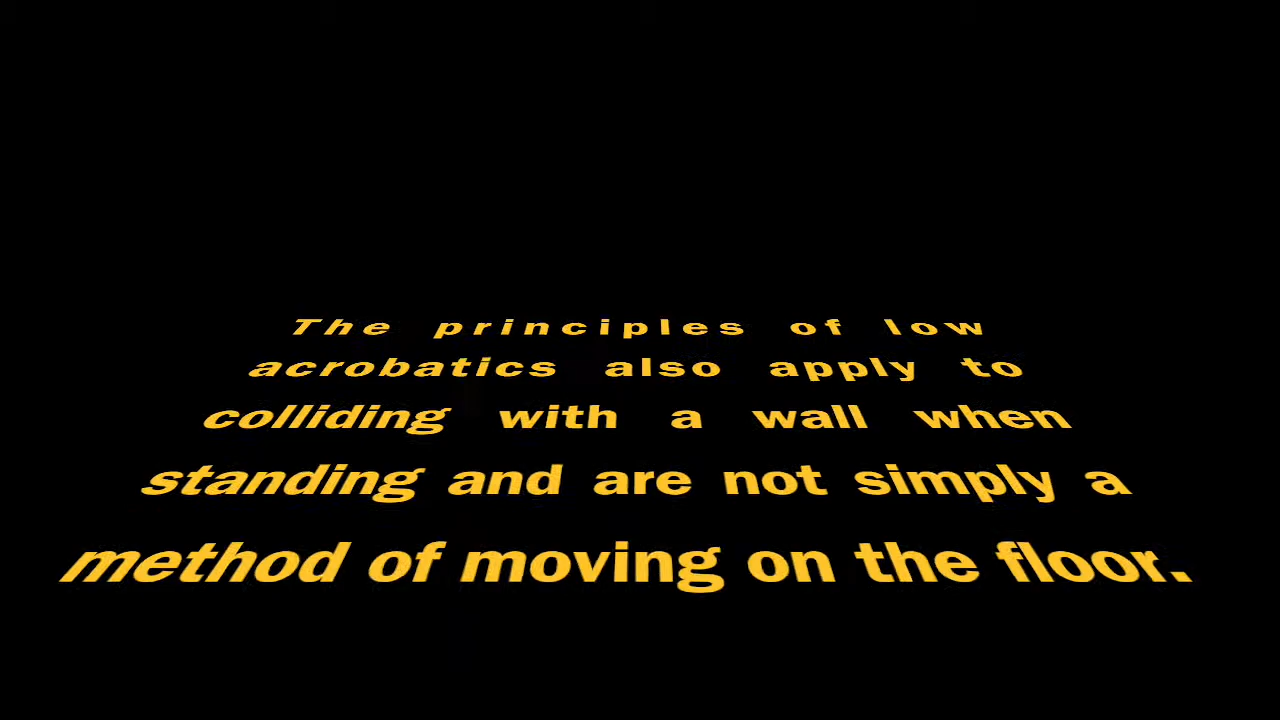 The principles of low
acrobatics also apply to
colliding with a wall when
standing and are not simply a
method of moving on the floor.